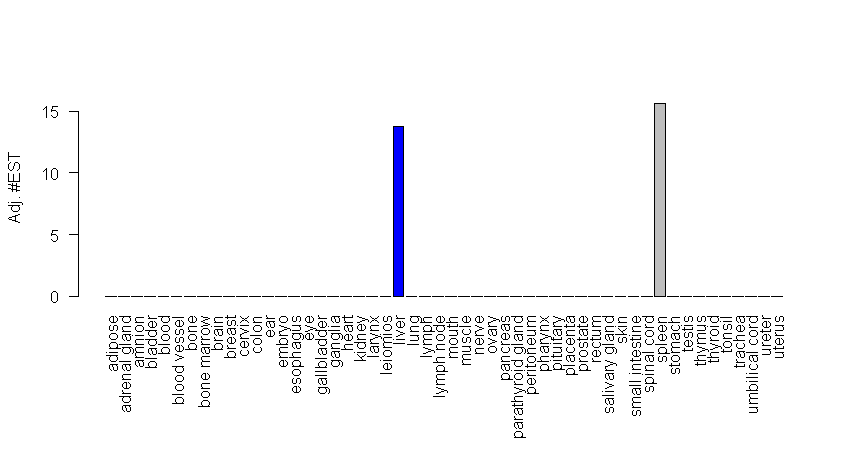 Adj. #EST
15
10
5
0
adipose
adrenal gland
amnion
bladder
blood
blood vessel
bone
bone marrow
brain
breast
cervix
colon
ear
embryo
esophagus
eye
gallbladder
ganglia
heart
kidney
larynx
leiomios
liver
lung
lymph
lymph node
mouth
muscle
nerve
ovary
pancreas
parathyroid gland
peritoneum
pharynx
pituitary
placenta
prostate
rectum
salivary gland
skin
small intestine
spinal cord
spleen
stomach
testis
thymus
thyroid
tonsil
trachea
umbilical cord
ureter
uterus